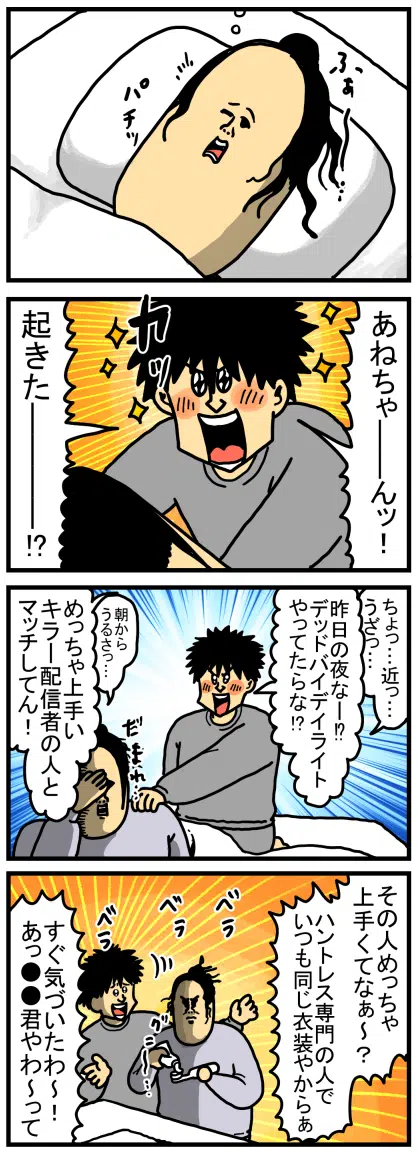 ふぁ〜
…
パチッ
あねちゃーーんッ！
カッ
起きたーーーー!?
ちょっ…近っ…
うざっ…
昨日の夜なー!?
デッドバイデイライト
やってたらな!?
朝から
うるさっ…
だまれ
めっちゃ上手い
キラー配信者の人と
マッチしてん！
その人めっちゃ
上手くてなぁ〜？
ハントレス専門の人で
いつも同じ衣装やからぁ
ベラ
ベラ
ベラ
すぐ気づいたわ〜！
あっ●●君やわ〜って